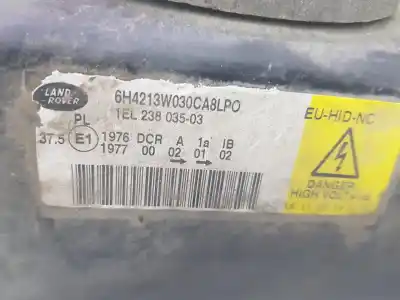 LAND
ROVER
6H4213W030CA8LPO
1EL 238 035-03
PL
37.5 E1 1976 DCR A 1a IB
1977 00 02 01 02
EU-HID-NC
DANGER
HIGH VOLTAGE